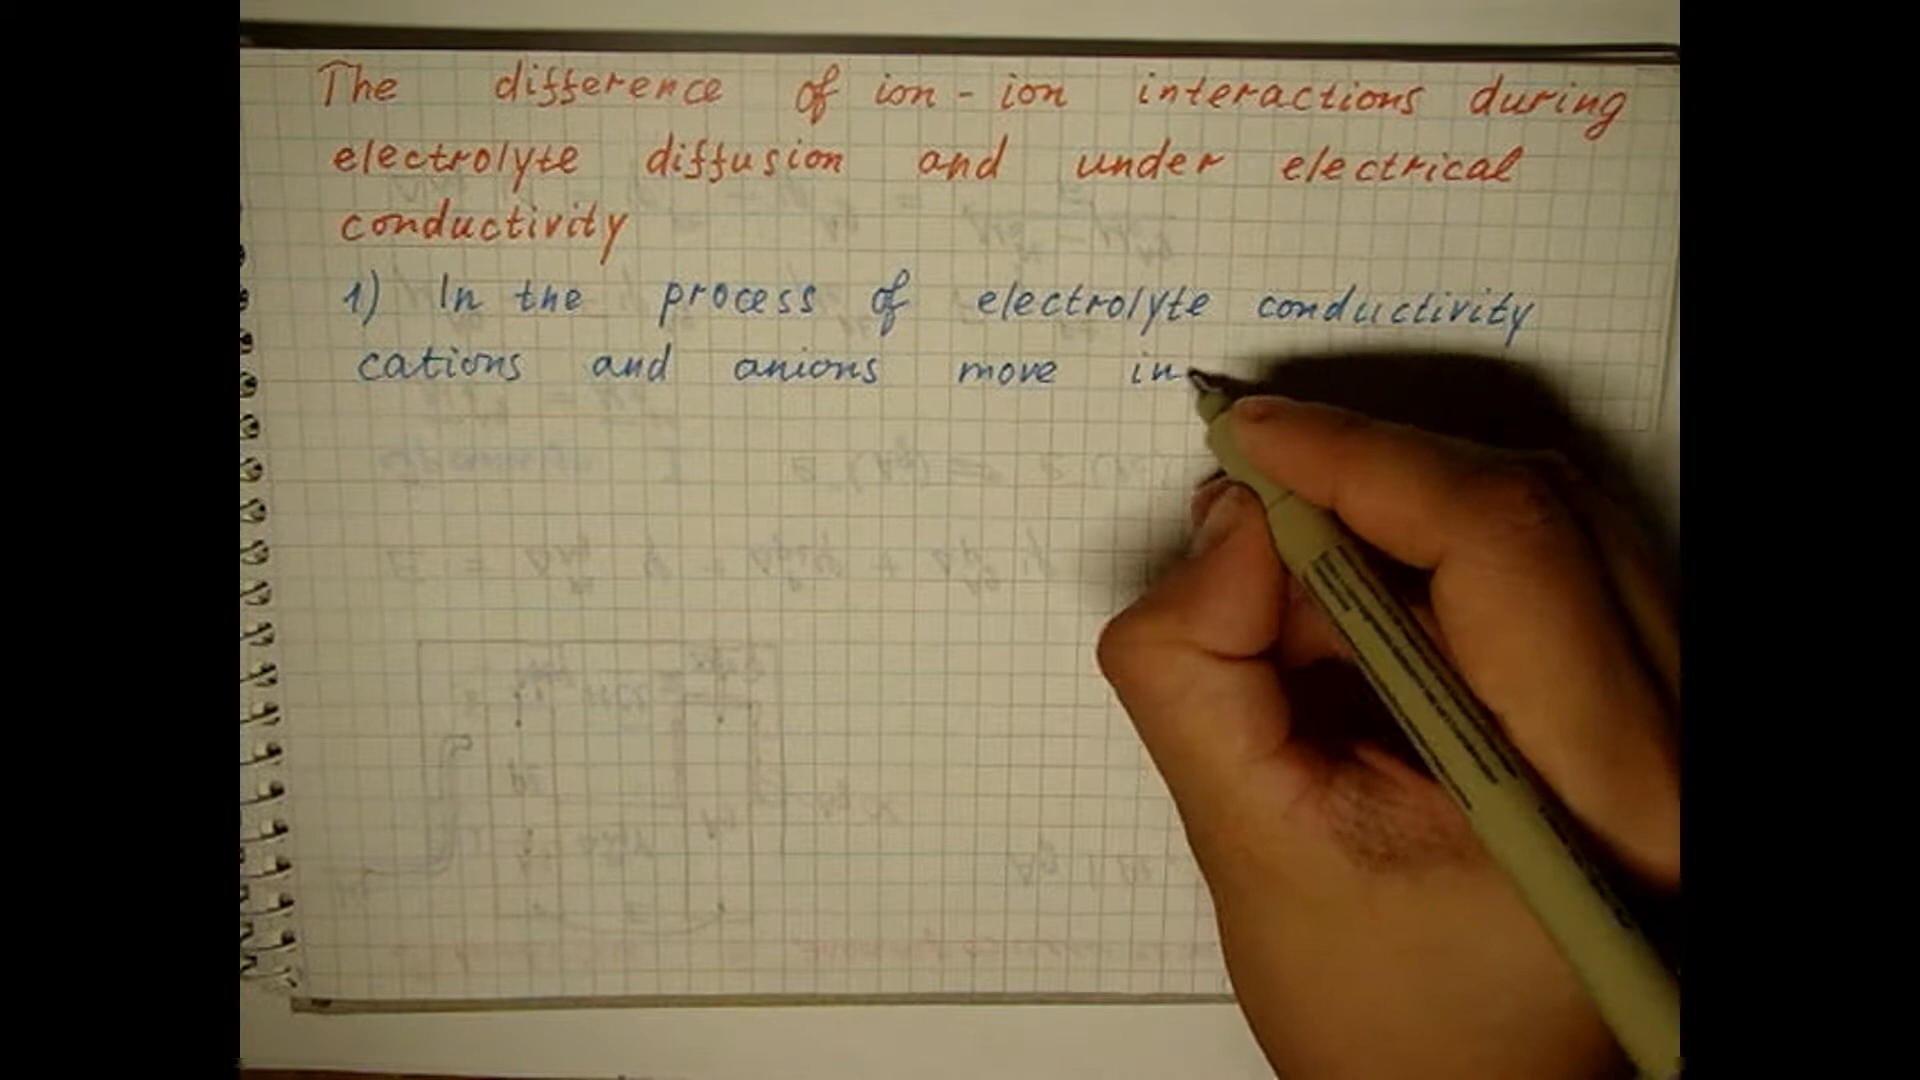 The difference of ion-ion interactions during
electrolyte diffusion and under electrical
conductivity
1) In the process of electrolyte conductivity
cations and anions move in